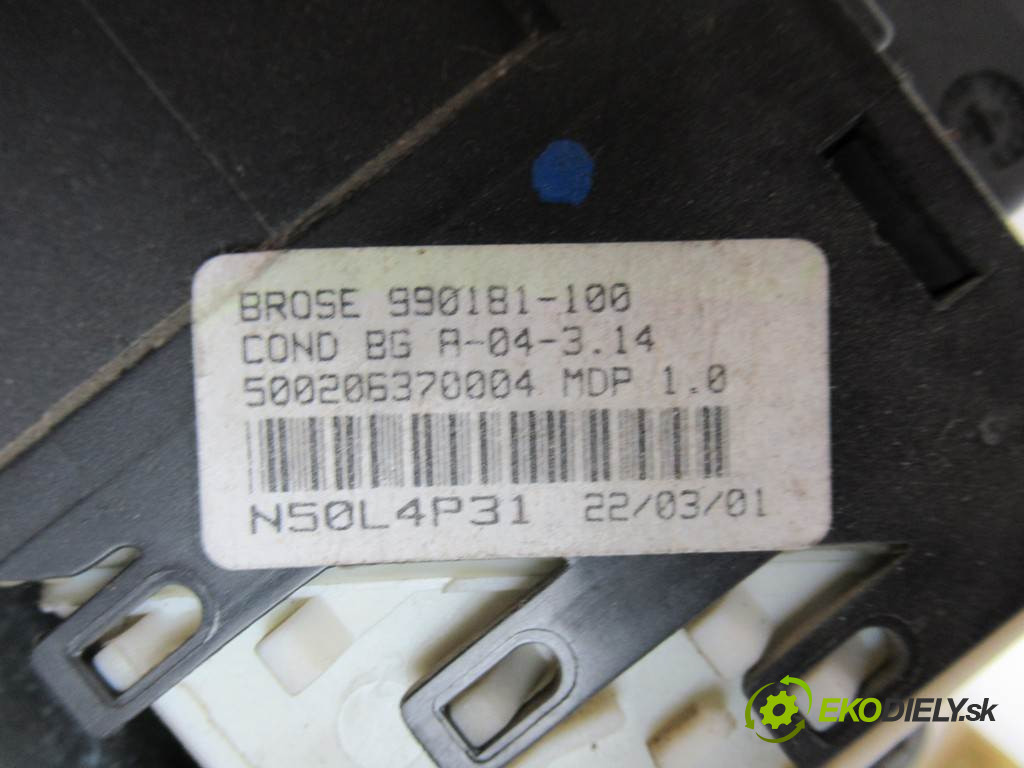 BROSE 990181-100
COND BG A-04-3.14
500206370004 MDP 1.0
N50L4P31 22/03/01
EKODIELY.sk